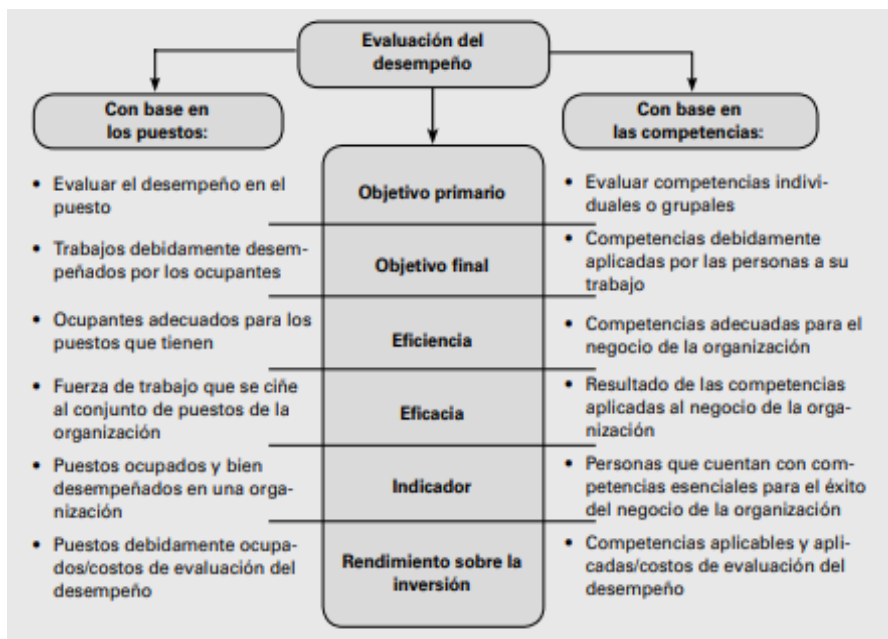 Evaluación del
desempeño
Con base en
los puestos:
Con base en
las competencias:
• Evaluar el desempeño en el
puesto
Objetivo primario
• Evaluar competencias indivi-
duales o grupales
• Trabajos debidamente desem-
peñados por los ocupantes
Objetivo final
• Competencias debidamente
aplicadas por las personas a su
trabajo
• Ocupantes adecuados para los
puestos que tienen
Eficiencia
• Competencias adecuadas para el
negocio de la organización
• Fuerza de trabajo que se ciñe
al conjunto de puestos de la
organización
Eficacia
• Resultado de las competencias
aplicadas al negocio de la orga-
nización
• Puestos ocupados y bien
desempeñados en una orga-
nización
Indicador
• Personas que cuentan con com-
petencias esenciales para el éxito
del negocio de la organización
• Puestos debidamente ocupa-
dos/costos de evaluación del
desempeño
Rendimiento sobre la
inversión
• Competencias aplicables y apli-
cadas/costos de evaluación del
desempeño